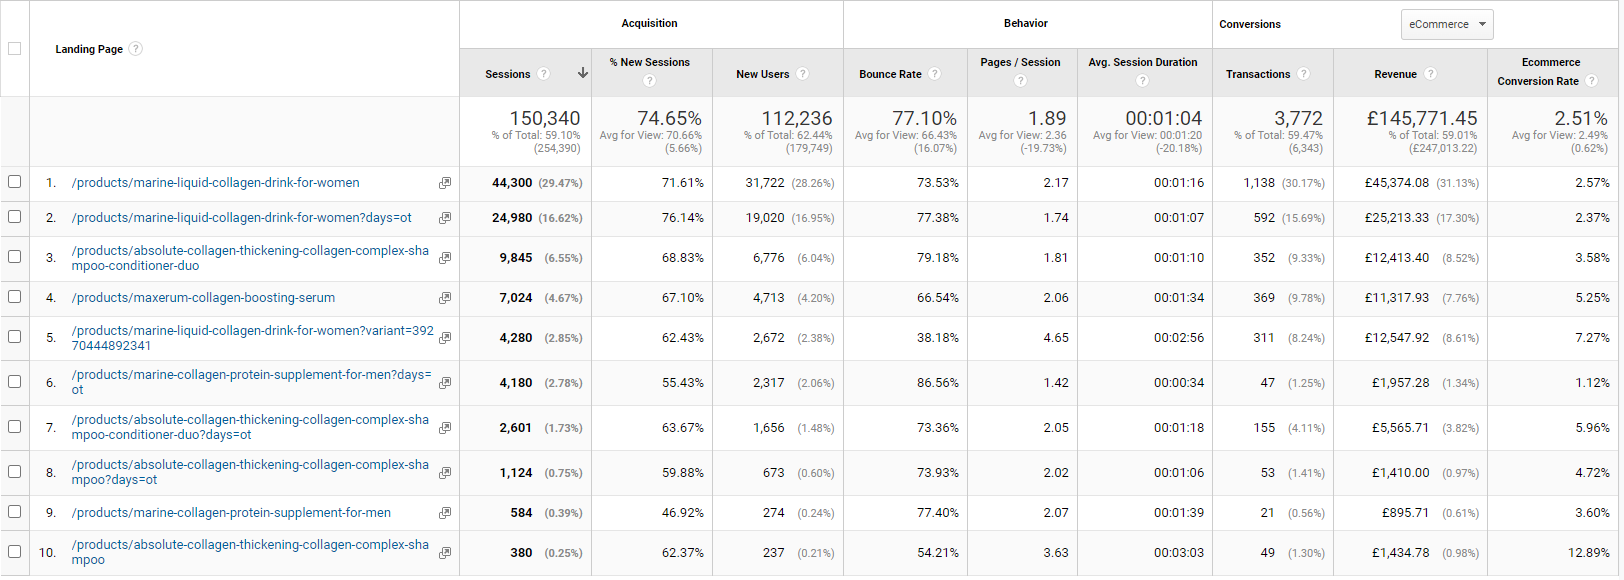 Acquisition Behavior Conversions eCommerce
Landing Page ?
Sessions ? % New Sessions ? New Users ? Bounce Rate ? Pages / Session ? Avg. Session Duration ? Transactions ? Revenue ? Ecommerce Conversion Rate ?
150,340 74.65% 112,236 77.10% 1.89 00:01:04 3,772 £145,771.45 2.51%
% of Total: 59.10% Avg for View: 70.66% % of Total: 62.44% Avg for View: 66.43% Avg for View: 2.36 Avg for View: 00:01:20 % of Total: 59.47% % of Total: 59.01% Avg for View: 2.49%
(254,390) (5.66%) (179,749) (16.07%) (-19.73%) (-20.18%) (6,343) (£247,013.22) (0.62%)
1. /products/marine-liquid-collagen-drink-for-women 44,300 (29.47%) 71.61% 31,722 (28.26%) 73.53% 2.17 00:01:16 1,138 (30.17%) £45,374.08 (31.13%) 2.57%
2. /products/marine-liquid-collagen-drink-for-women?days=ot 24,980 (16.62%) 76.14% 19,020 (16.95%) 77.38% 1.74 00:01:07 592 (15.69%) £25,213.33 (17.30%) 2.37%
/products/absolute-collagen-thickening-collagen-complex-sha
3. mpoo-conditioner-duo 9,845 (6.55%) 68.83% 6,776 (6.04%) 79.18% 1.81 00:01:10 352 (9.33%) £12,413.40 (8.52%) 3.58%
4. /products/maxerum-collagen-boosting-serum 7,024 (4.67%) 67.10% 4,713 (4.20%) 66.54% 2.06 00:01:34 369 (9.78%) £11,317.93 (7.76%) 5.25%
/products/marine-liquid-collagen-drink-for-women?variant=392
5. 70444892341 4,280 (2.85%) 62.43% 2,672 (2.38%) 38.18% 4.65 00:02:56 311 (8.24%) £12,547.92 (8.61%) 7.27%
/products/marine-collagen-protein-supplement-for-men?days=
6. ot 4,180 (2.78%) 55.43% 2,317 (2.06%) 86.56% 1.42 00:00:34 47 (1.25%) £1,957.28 (1.34%) 1.12%
/products/absolute-collagen-thickening-collagen-complex-sha
7. mpoo-conditioner-duo?days=ot 2,601 (1.73%) 63.67% 1,656 (1.48%) 73.36% 2.05 00:01:18 155 (4.11%) £5,565.71 (3.82%) 5.96%
/products/absolute-collagen-thickening-collagen-complex-sha
8. mpoo?days=ot 1,124 (0.75%) 59.88% 673 (0.60%) 73.93% 2.02 00:01:06 53 (1.41%) £1,410.00 (0.97%) 4.72%
9. /products/marine-collagen-protein-supplement-for-men 584 (0.39%) 46.92% 274 (0.24%) 77.40% 2.07 00:01:39 21 (0.56%) £895.71 (0.61%) 3.60%
/products/absolute-collagen-thickening-collagen-complex-sha
10. mpoo 380 (0.25%) 62.37% 237 (0.21%) 54.21% 3.63 00:03:03 49 (1.30%) £1,434.78 (0.98%) 12.89%